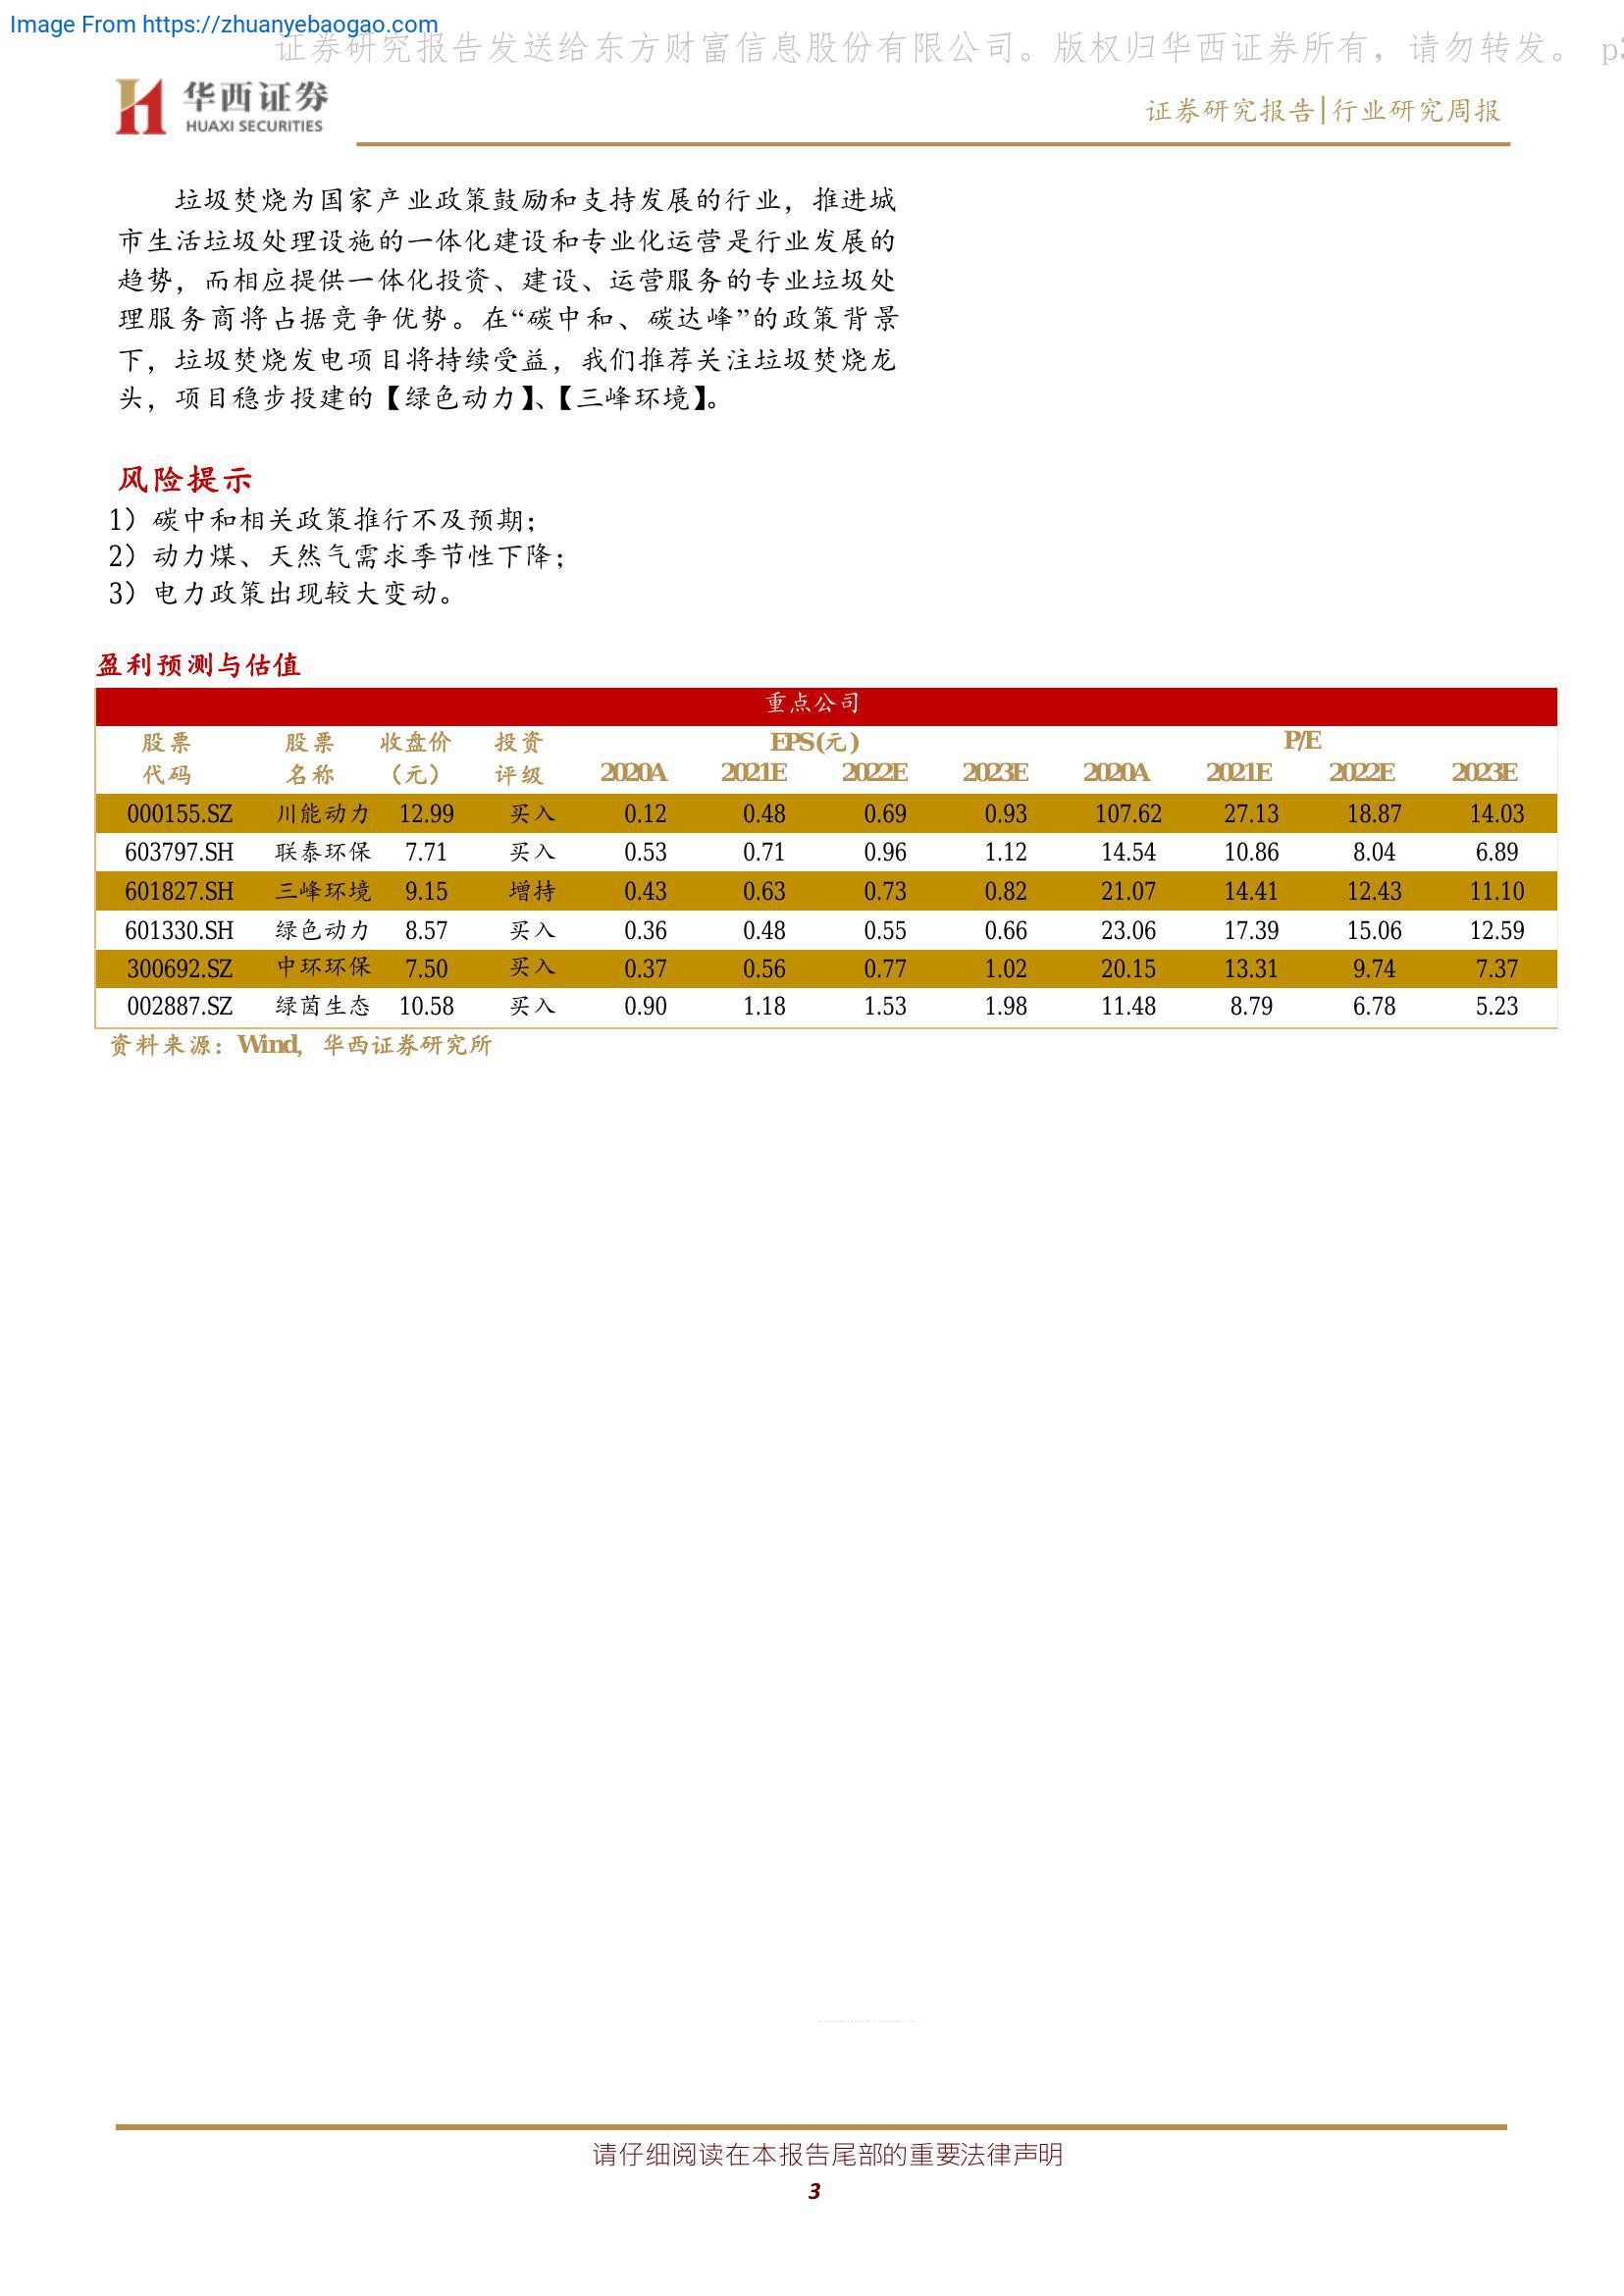 Image From https://zhuanyebaogao.com
证券研究报告发送给东方财富信息股份有限公司。版权归华西证券所有，请勿转发。 p3
华西证券
HUAXI SECURITIES
证券研究报告|行业研究周报
垃圾焚烧为国家产业政策鼓励和支持发展的行业，推进城
市生活垃圾处理设施的一体化建设和专业化运营是行业发展的
趋势，而相应提供一体化投资、建设、运营服务的专业垃圾处
理服务商将占据竞争优势。在“碳中和、碳达峰”的政策背景
下，垃圾焚烧发电项目将持续受益，我们推荐关注垃圾焚烧龙
头，项目稳步投建的【绿色动力】、【三峰环境】。
风险提示
1）碳中和相关政策推行不及预期；
2）动力煤、天然气需求季节性下降；
3）电力政策出现较大变动。
盈利预测与估值
重点公司
股票 股票 收盘价 投资 EPS(元) P/E
代码 名称 （元） 评级 2020A 2021E 2022E 2023E 2020A 2021E 2022E 2023E
000155.SZ 川能动力 12.99 买入 0.12 0.48 0.69 0.93 107.62 27.13 18.87 14.03
603797.SH 联泰环保 7.71 买入 0.53 0.71 0.96 1.12 14.54 10.86 8.04 6.89
601827.SH 三峰环境 9.15 增持 0.43 0.63 0.73 0.82 21.07 14.41 12.43 11.10
601330.SH 绿色动力 8.57 买入 0.36 0.48 0.55 0.66 23.06 17.39 15.06 12.59
300692.SZ 中环环保 7.50 买入 0.37 0.56 0.77 1.02 20.15 13.31 9.74 7.37
002887.SZ 绿茵生态 10.58 买入 0.90 1.18 1.53 1.98 11.48 8.79 6.78 5.23
资料来源：Wind，华西证券研究所
请仔细阅读在本报告尾部的重要法律声明
3